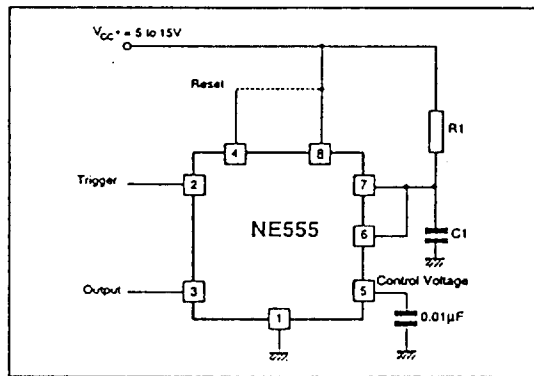 VCC+ = 5 to 15V
Reset
R1
4
8
Trigger
2
7
NE555
6
C1
Control Voltage
Output
3
5
0.01µF
1